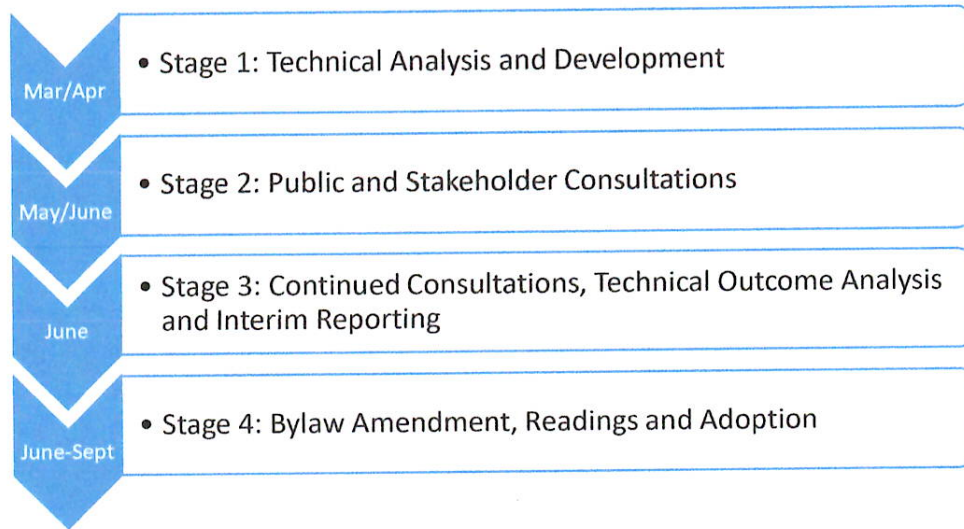 Mar/Apr
• Stage 1: Technical Analysis and Development
May/June
• Stage 2: Public and Stakeholder Consultations
June
• Stage 3: Continued Consultations, Technical Outcome Analysis
and Interim Reporting
June-Sept
• Stage 4: Bylaw Amendment, Readings and Adoption